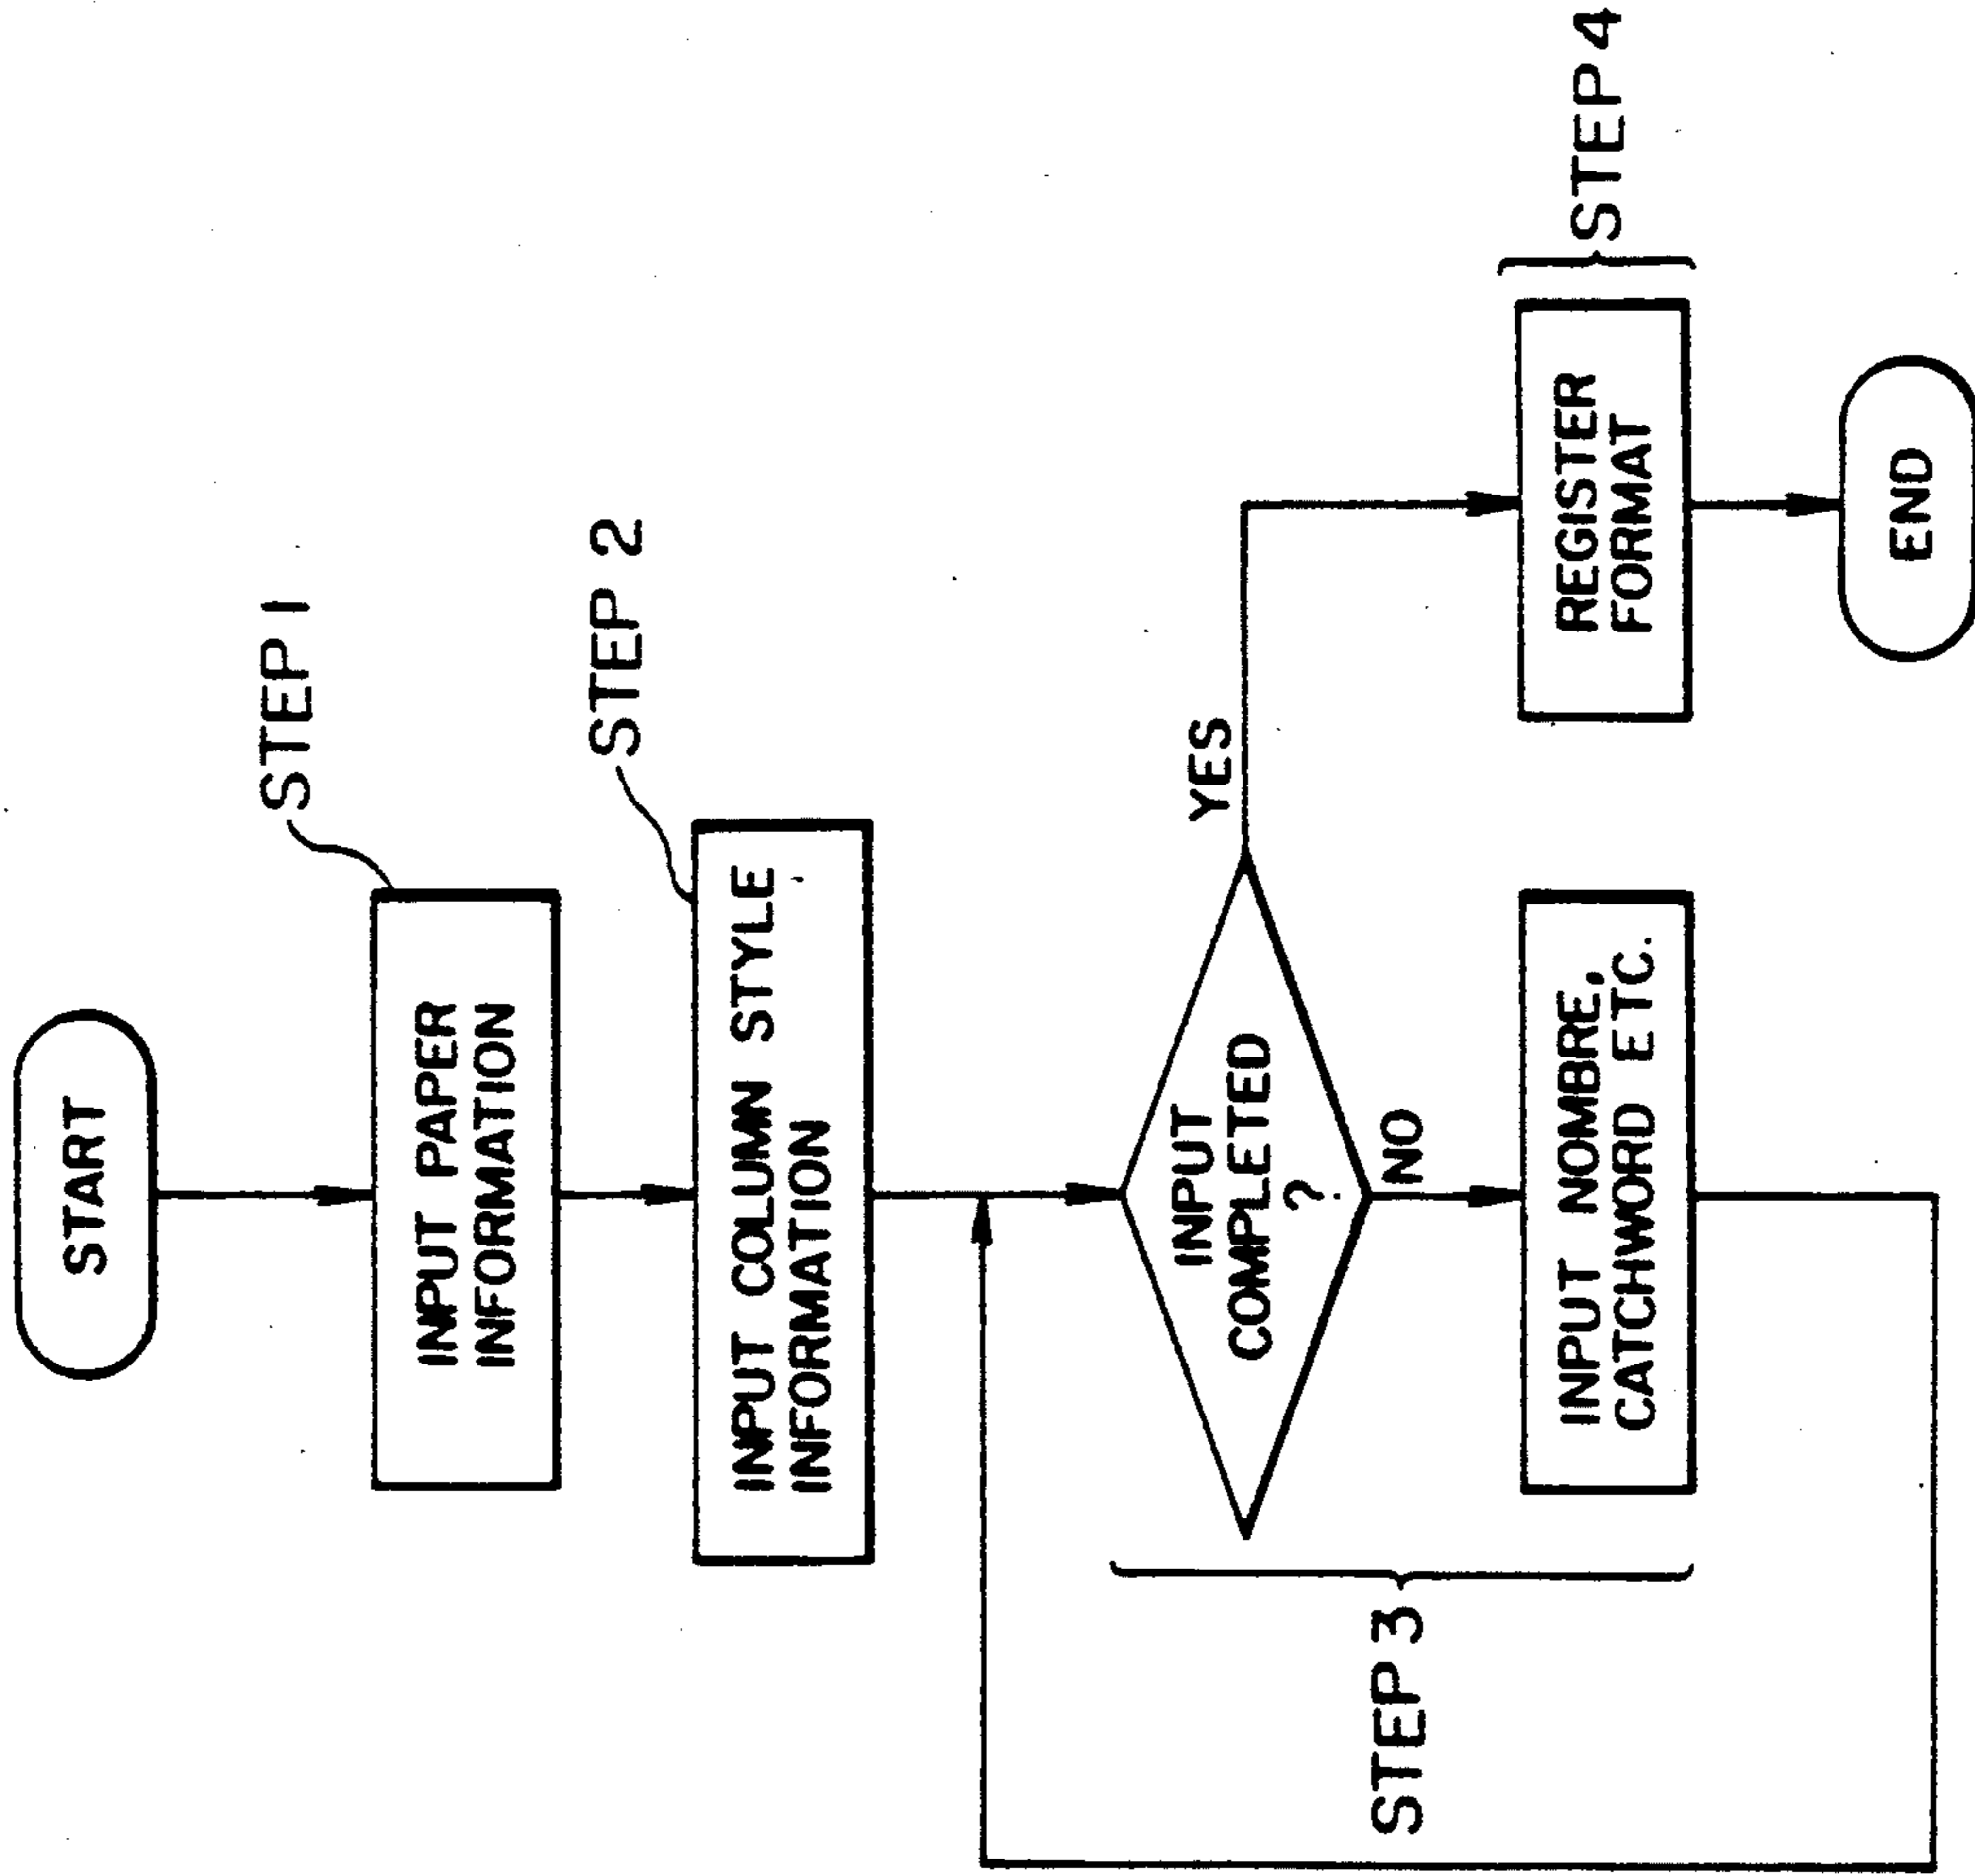 START
STEP 1
INPUT PAPER
INFORMATION
STEP 2
INPUT COLUMN STYLE
INFORMATION
INPUT
COMPLETED
?
YES
NO
STEP 3
INPUT NOMBRE,
CATCHWORD ETC.
REGISTER
FORMAT
STEP 4
END